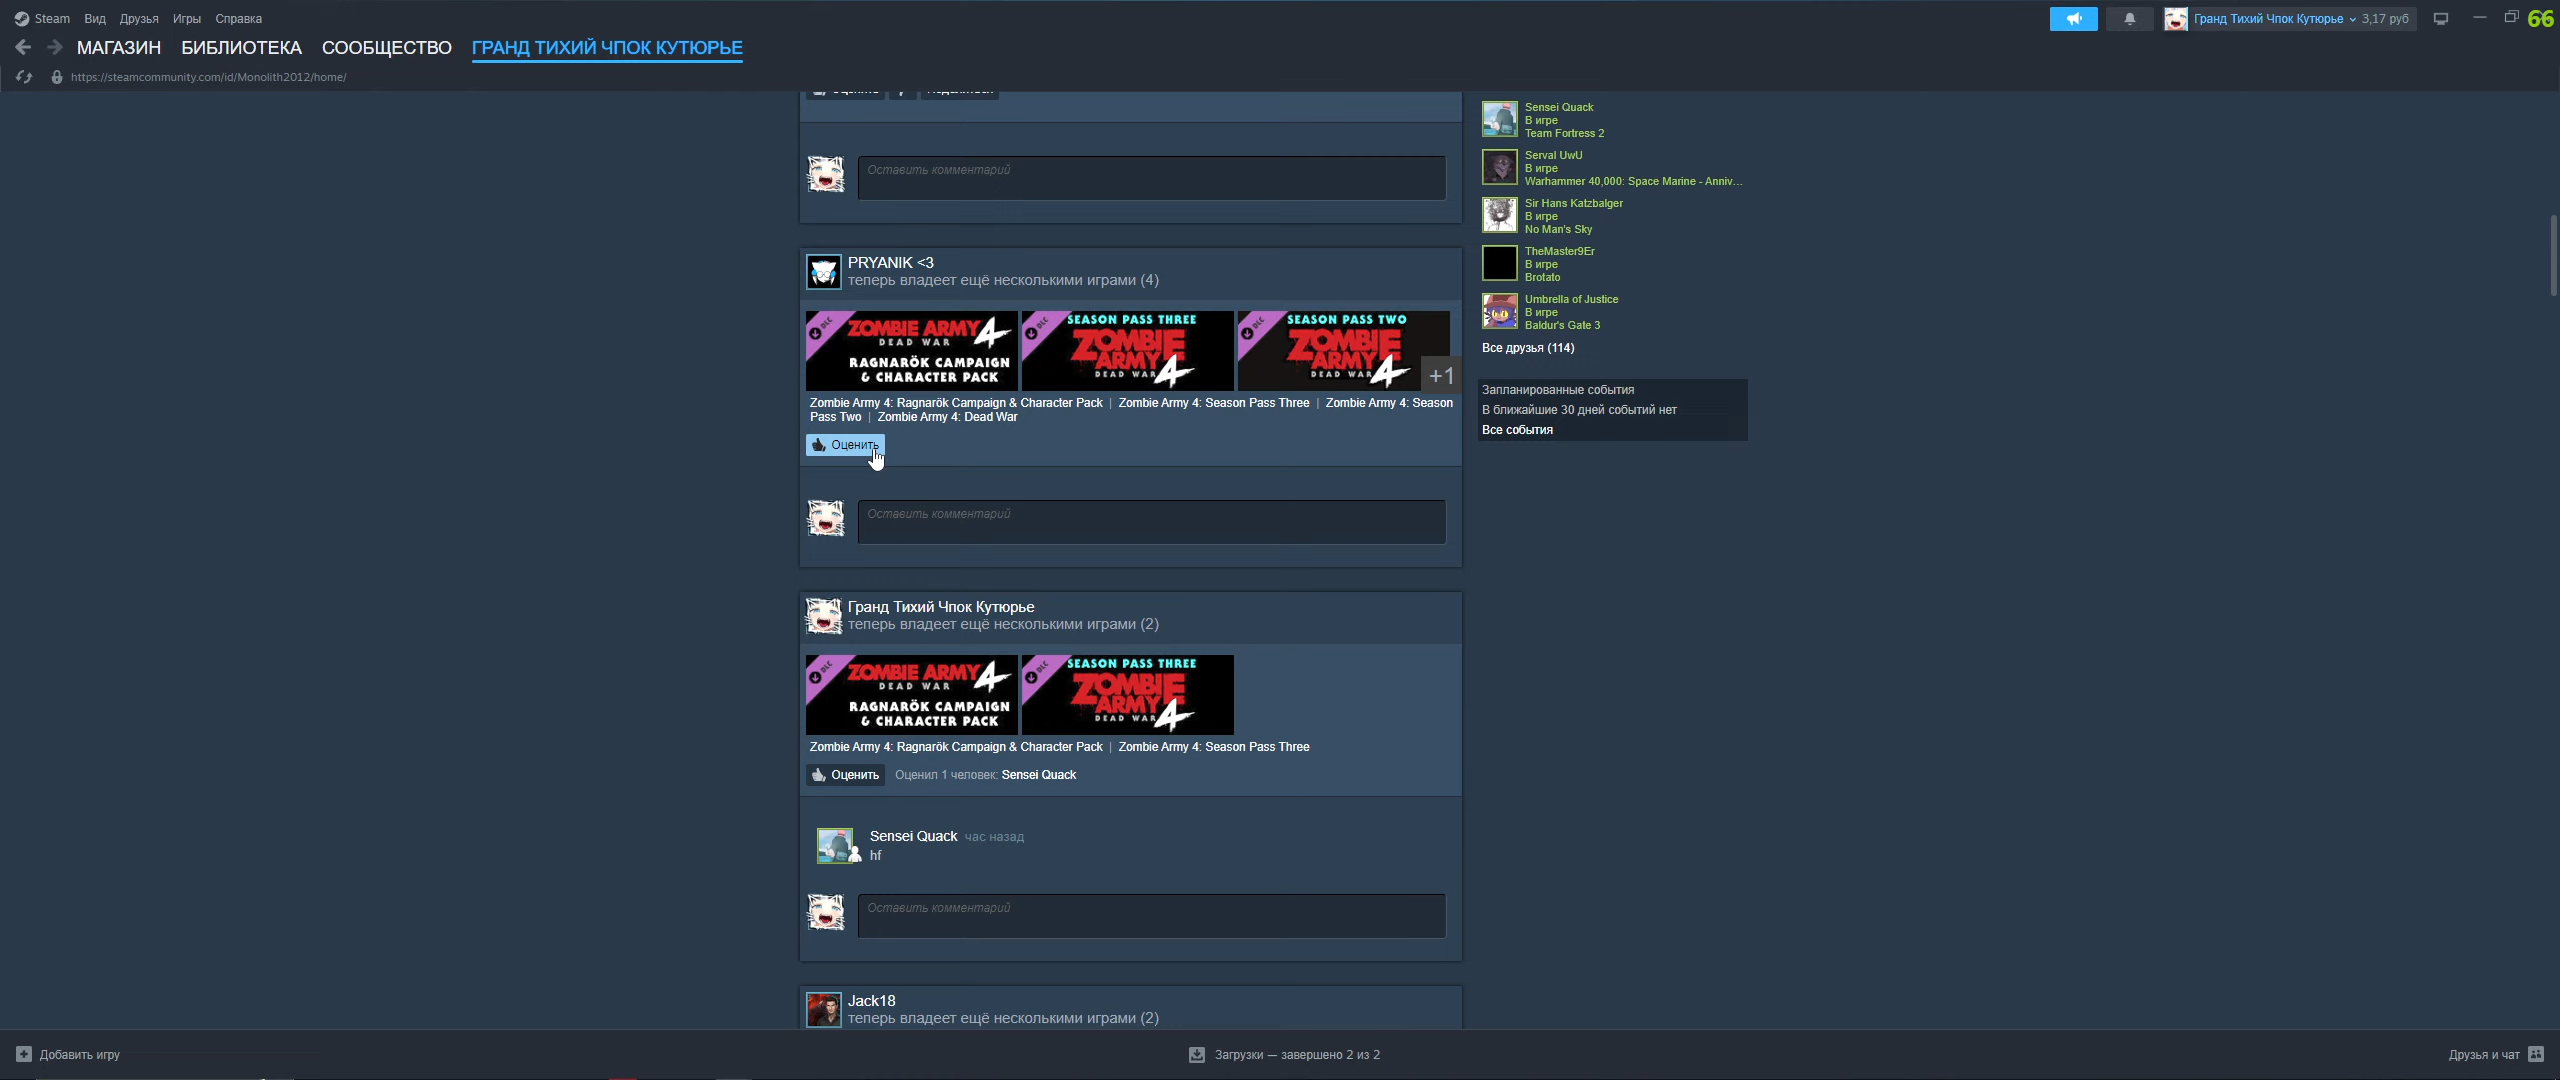 Steam Вид Друзья Игры Справка
Гранд Тихий Чпок Кутюрье 3,17 руб
66
МАГАЗИН БИБЛИОТЕКА СООБЩЕСТВО ГРАНД ТИХИЙ ЧПОК КУТЮРЬЕ
https://steamcommunity.com/id/Monolith2012/home/
Оставить комментарий
PRYANIK <3
теперь владеет ещё несколькими играми (4)
DLC
ZOMBIE ARMY 4
DEAD WAR
RAGNARÖK CAMPAIGN
& CHARACTER PACK
DLC
SEASON PASS THREE
ZOMBIE
ARMY 4
DEAD WAR
DLC
SEASON PASS TWO
ZOMBIE
ARMY 4
DEAD WAR
+1
Zombie Army 4: Ragnarök Campaign & Character Pack | Zombie Army 4: Season Pass Three | Zombie Army 4: Season
Pass Two | Zombie Army 4: Dead War
Оценить
Оставить комментарий
Гранд Тихий Чпок Кутюрье
теперь владеет ещё несколькими играми (2)
DLC
ZOMBIE ARMY 4
DEAD WAR
RAGNARÖK CAMPAIGN
& CHARACTER PACK
DLC
SEASON PASS THREE
ZOMBIE
ARMY 4
DEAD WAR
Zombie Army 4: Ragnarök Campaign & Character Pack | Zombie Army 4: Season Pass Three
Оценить Оценил 1 человек: Sensei Quack
Sensei Quack час назад
hf
Оставить комментарий
Jack18
теперь владеет ещё несколькими играми (2)
Sensei Quack
В игре
Team Fortress 2
Serval UwU
В игре
Warhammer 40,000: Space Marine - Anniv...
Sir Hans Katzbalger
В игре
No Man's Sky
TheMaster9Er
В игре
Brotato
Umbrella of Justice
В игре
Baldur's Gate 3
Все друзья (114)
Запланированные события
В ближайшие 30 дней событий нет
Все события
Добавить игру
Загрузки — завершено 2 из 2
Друзья и чат